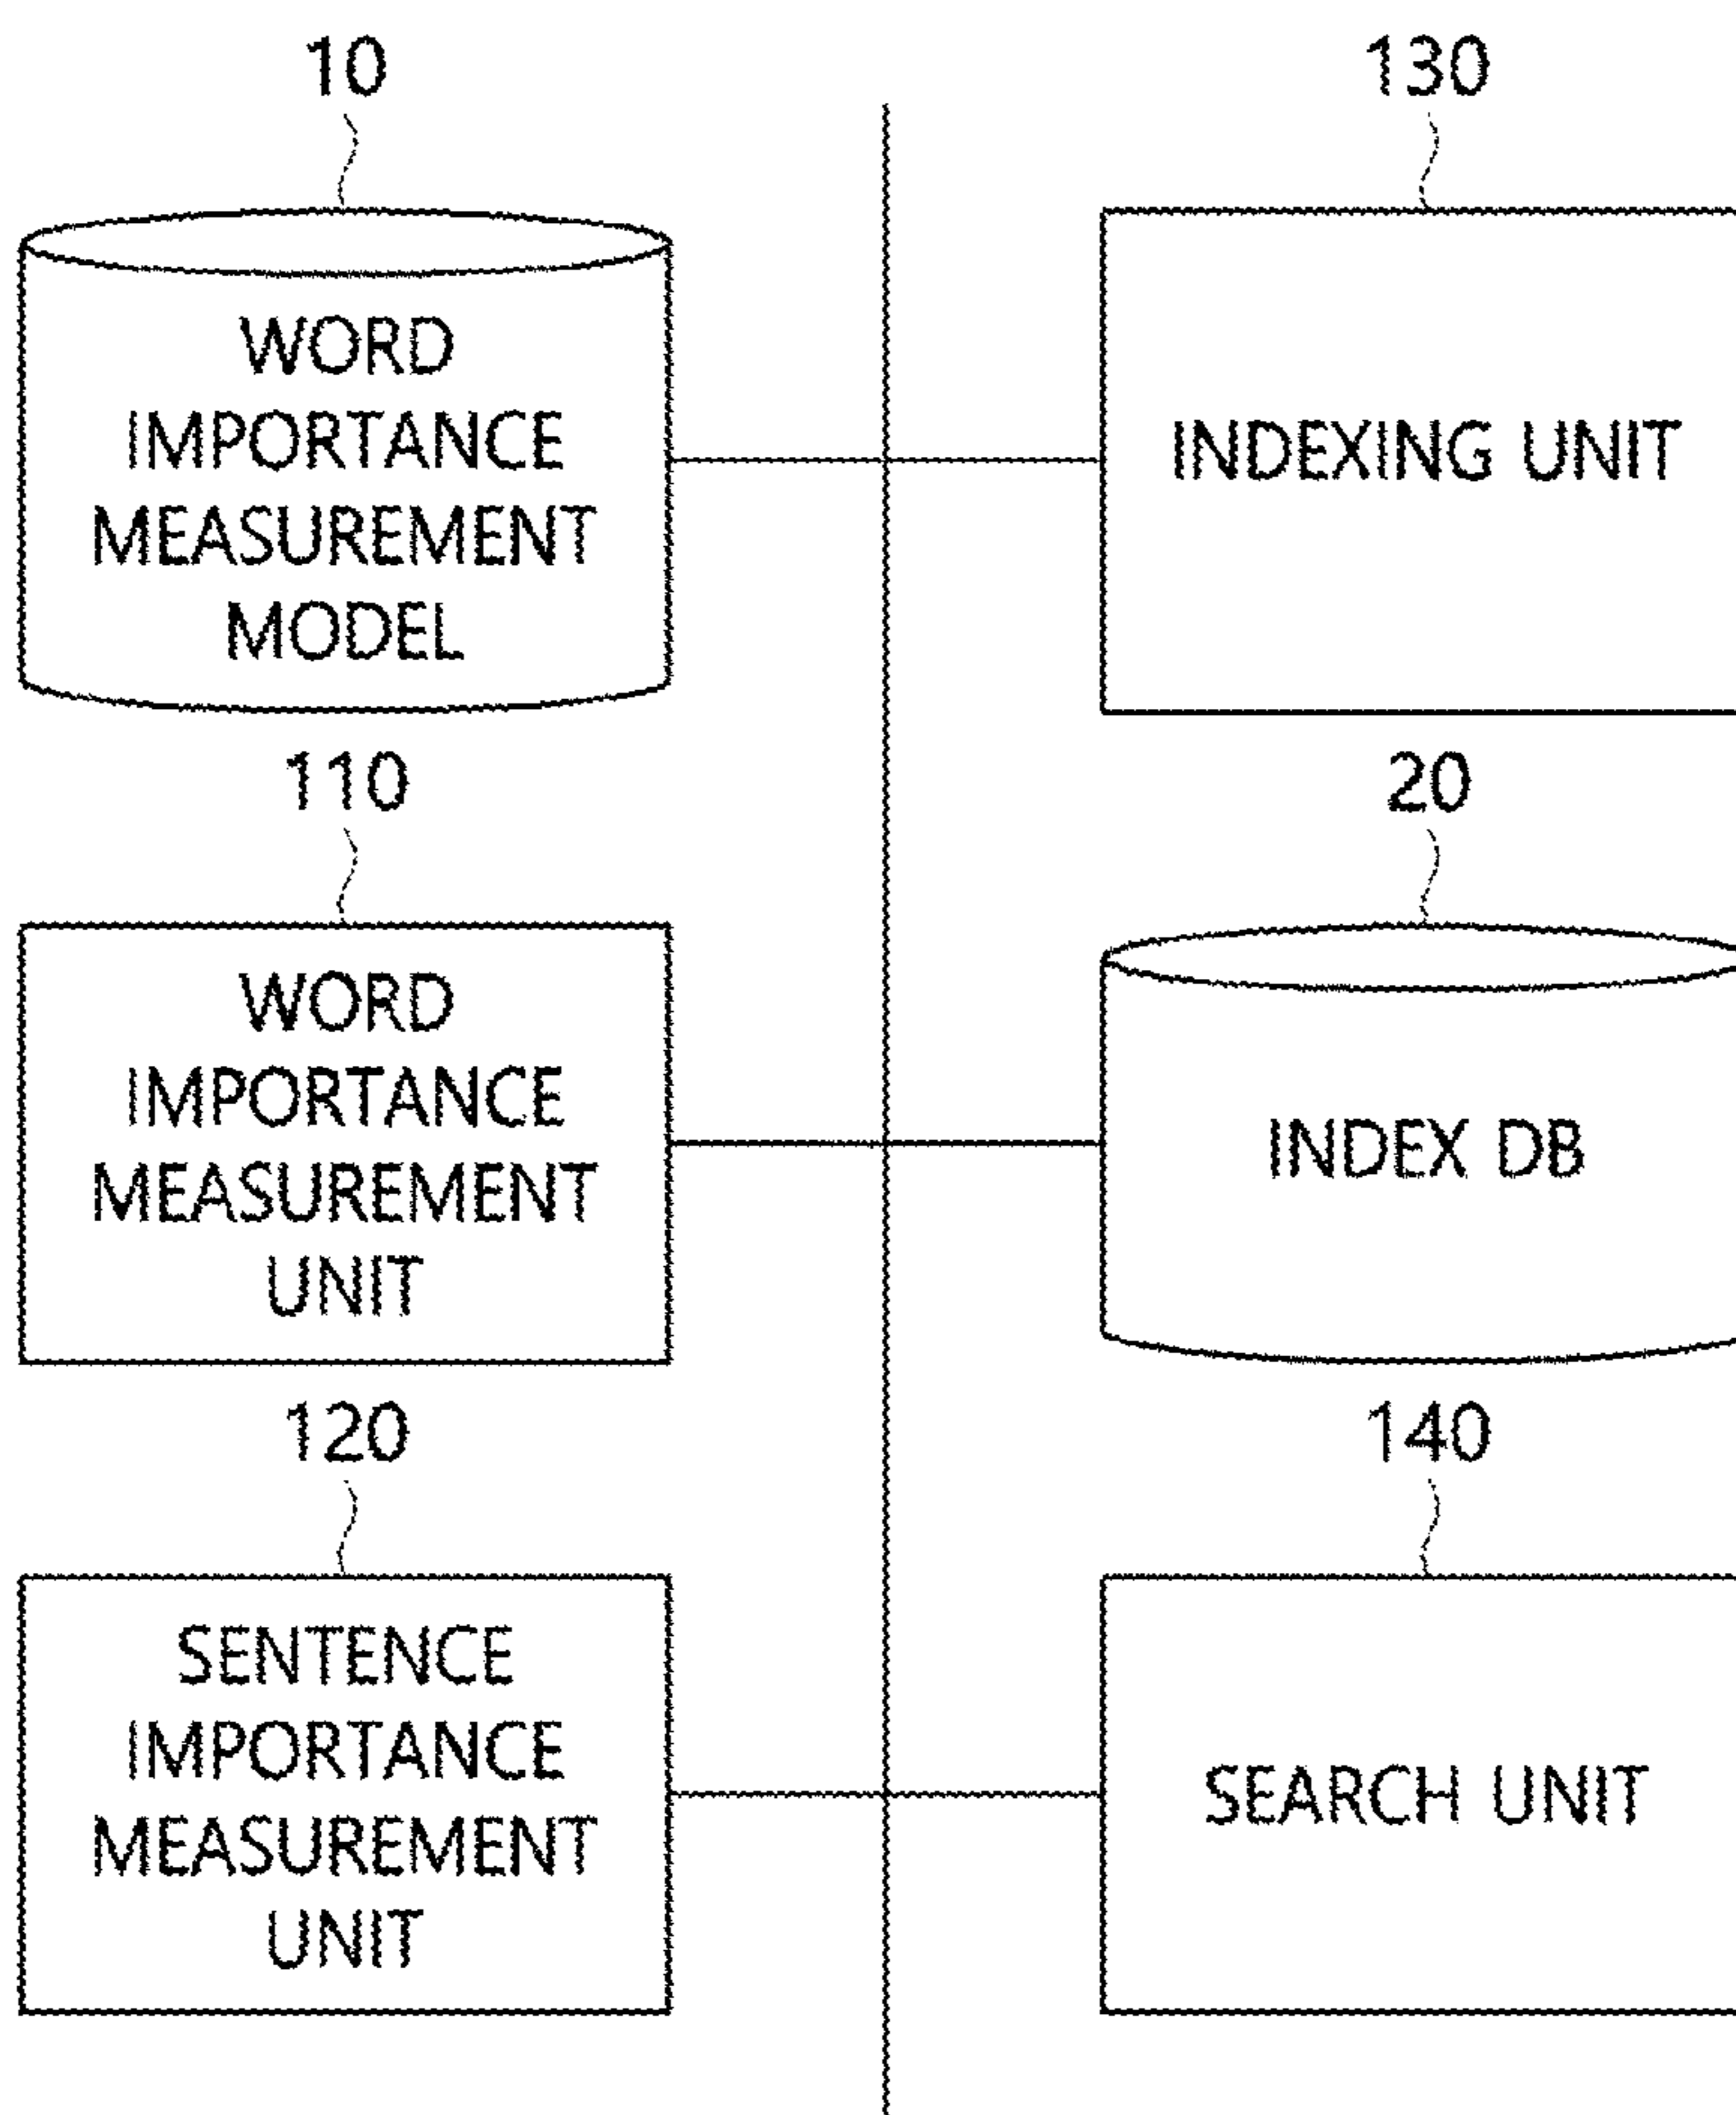 10
WORD
IMPORTANCE
MEASUREMENT
MODEL
130
INDEXING UNIT
110
WORD
IMPORTANCE
MEASUREMENT
UNIT
20
INDEX DB
120
SENTENCE
IMPORTANCE
MEASUREMENT
UNIT
140
SEARCH UNIT